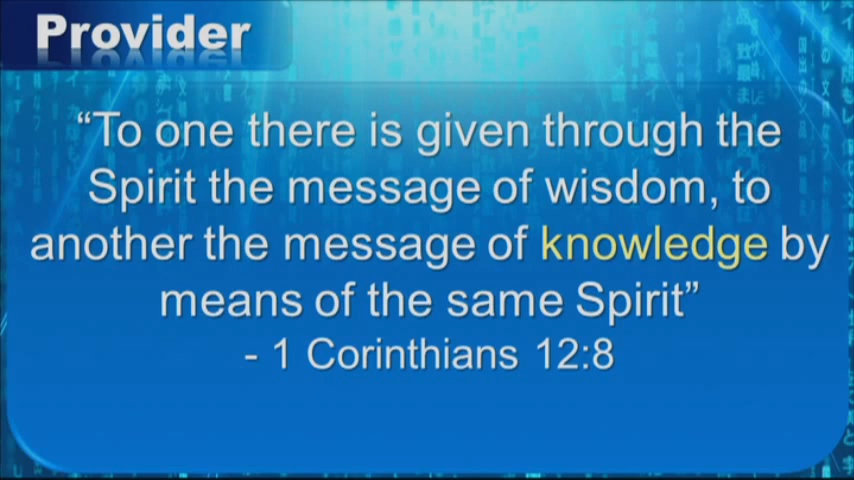 Provider
“To one there is given through the
Spirit the message of wisdom, to
another the message of knowledge by
means of the same Spirit”
- 1 Corinthians 12:8